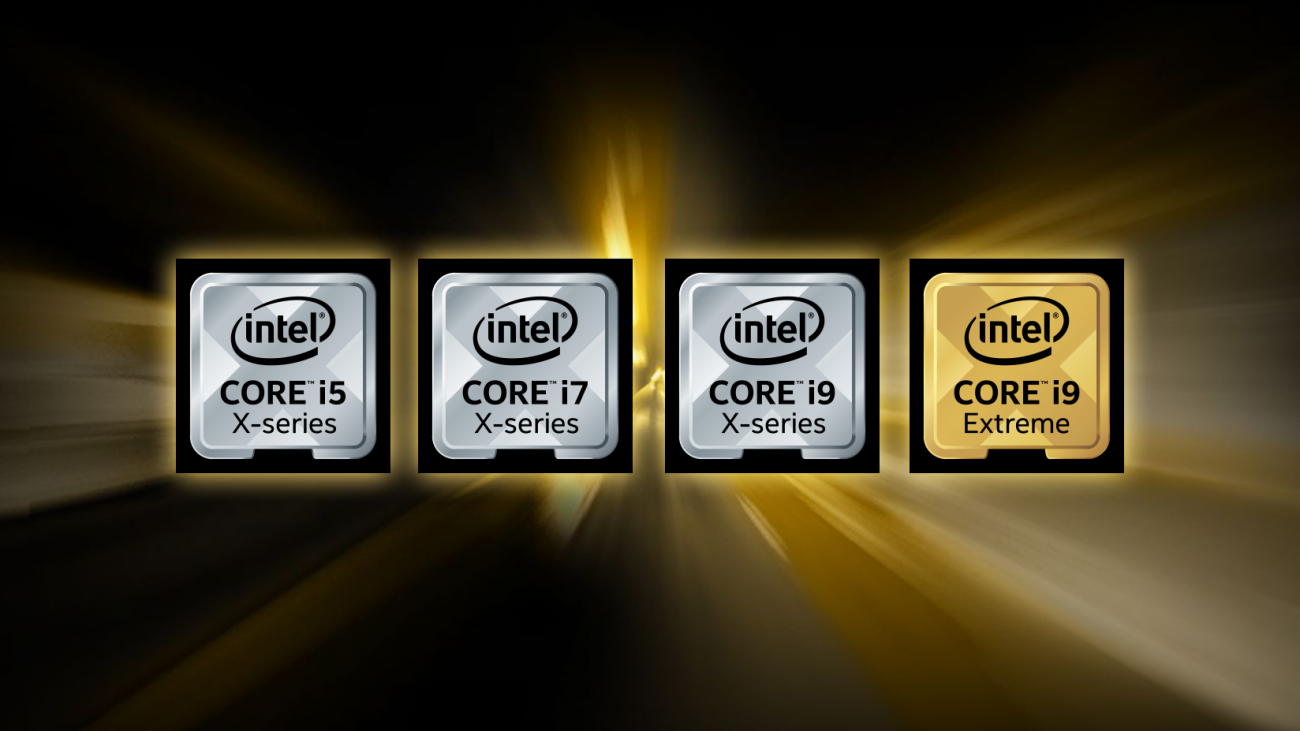 intel®
CORE™ i5
X-series
intel®
CORE™ i7
X-series
intel®
CORE™ i9
X-series
intel®
CORE™ i9
Extreme